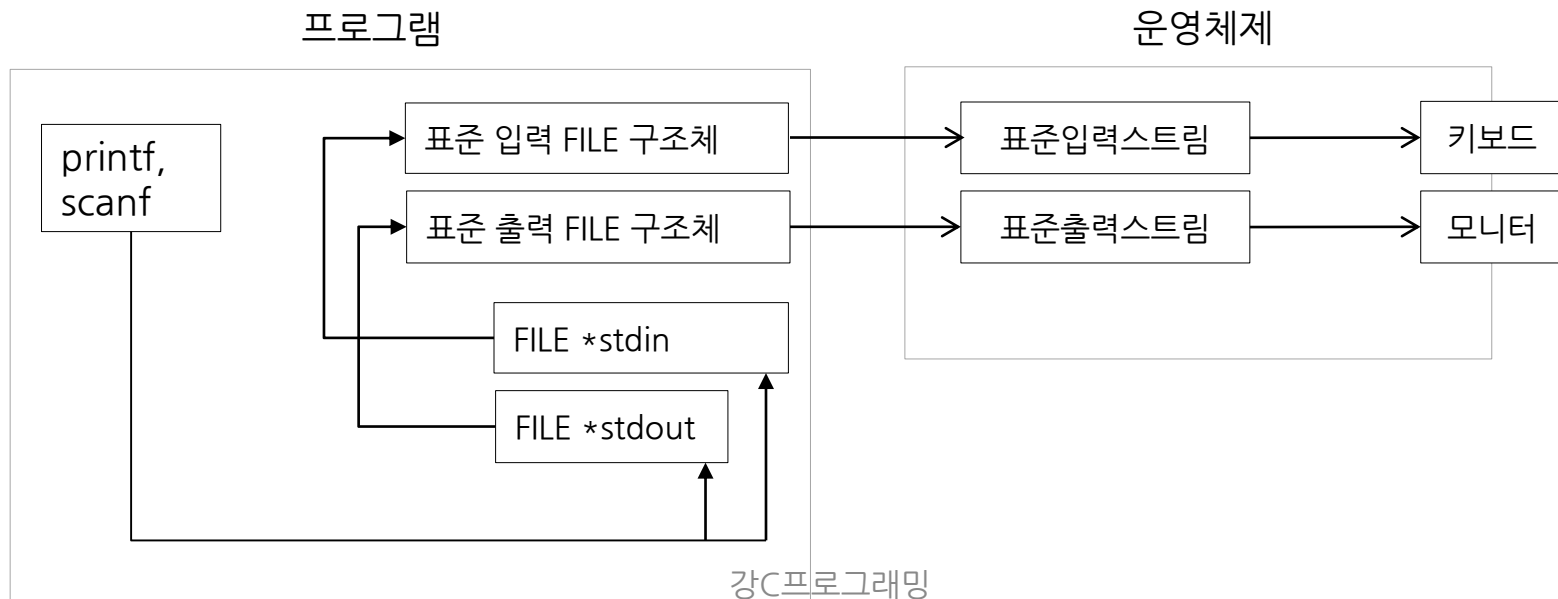 프로그램
운영체제
printf,
scanf
표준 입력 FILE 구조체
표준입력스트림
키보드
표준 출력 FILE 구조체
표준출력스트림
모니터
FILE *stdin
FILE *stdout
강C프로그래밍